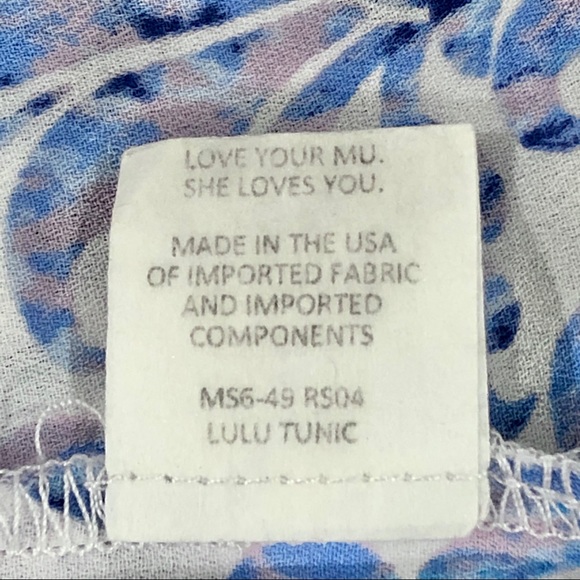 LOVE YOUR MU.
SHE LOVES YOU.
MADE IN THE USA
OF IMPORTED FABRIC
AND IMPORTED
COMPONENTS
MS6-49 RS04
LULU TUNIC